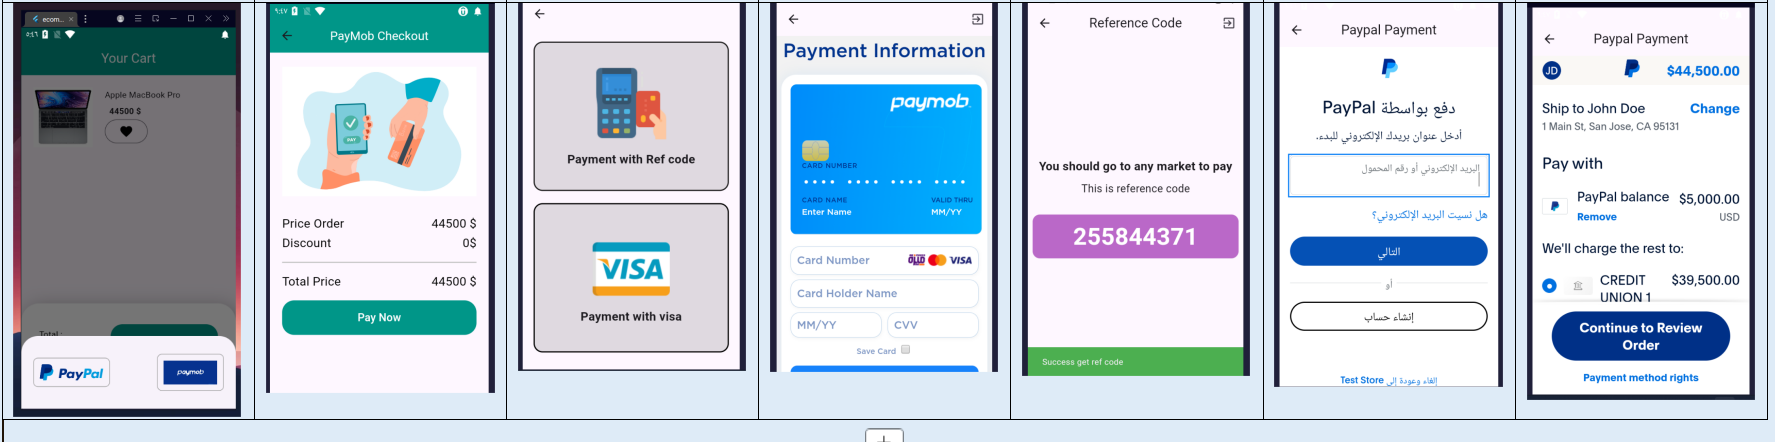 ecom...
٥:٤٦
Your Cart
Apple MacBook Pro
44500 $
Total :
PayPal
paymob
٩:٤٧
PayMob Checkout
Price Order 44500 $
Discount 0$
Total Price 44500 $
Pay Now
Payment with Ref code
VISA
Payment with visa
Payment Information
paymob
CARD NUMBER
CARD NAME VALID THRU
Enter Name MM/YY
Card Number VISA
Card Holder Name
MM/YY CVV
Save Card
Reference Code
You should go to any market to pay
This is reference code
255844371
Success get ref code
Paypal Payment
دفع بواسطة PayPal
أدخل عنوان بريدك الإلكتروني للبدء.
البريد الإلكتروني أو رقم المحمول
هل نسيت البريد الإلكتروني؟
التالي
أو
إنشاء حساب
إلغاء وعودة إلى Test Store
Paypal Payment
JD $44,500.00
Ship to John Doe Change
1 Main St, San Jose, CA 95131
Pay with
PayPal balance $5,000.00
Remove USD
We'll charge the rest to:
CREDIT $39,500.00
UNION 1
Continue to Review
Order
Payment method rights